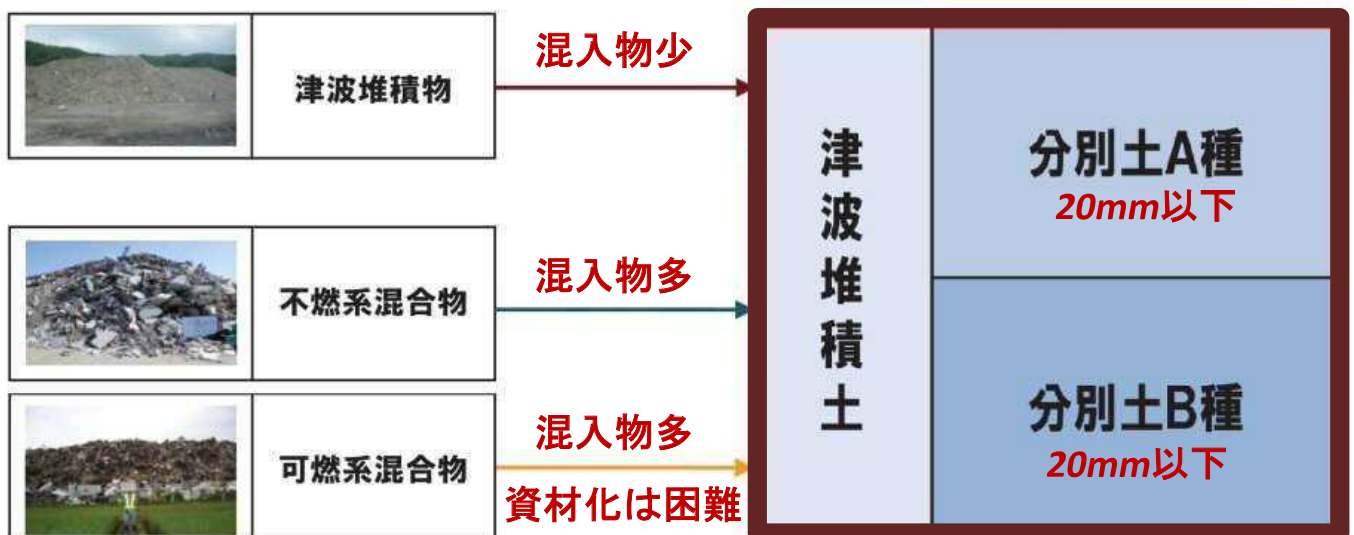 津波堆積物
混入物少
不燃系混合物
混入物多
可燃系混合物
混入物多
資材化は困難
津波堆積土
分別土A種
20mm以下
分別土B種
20mm以下